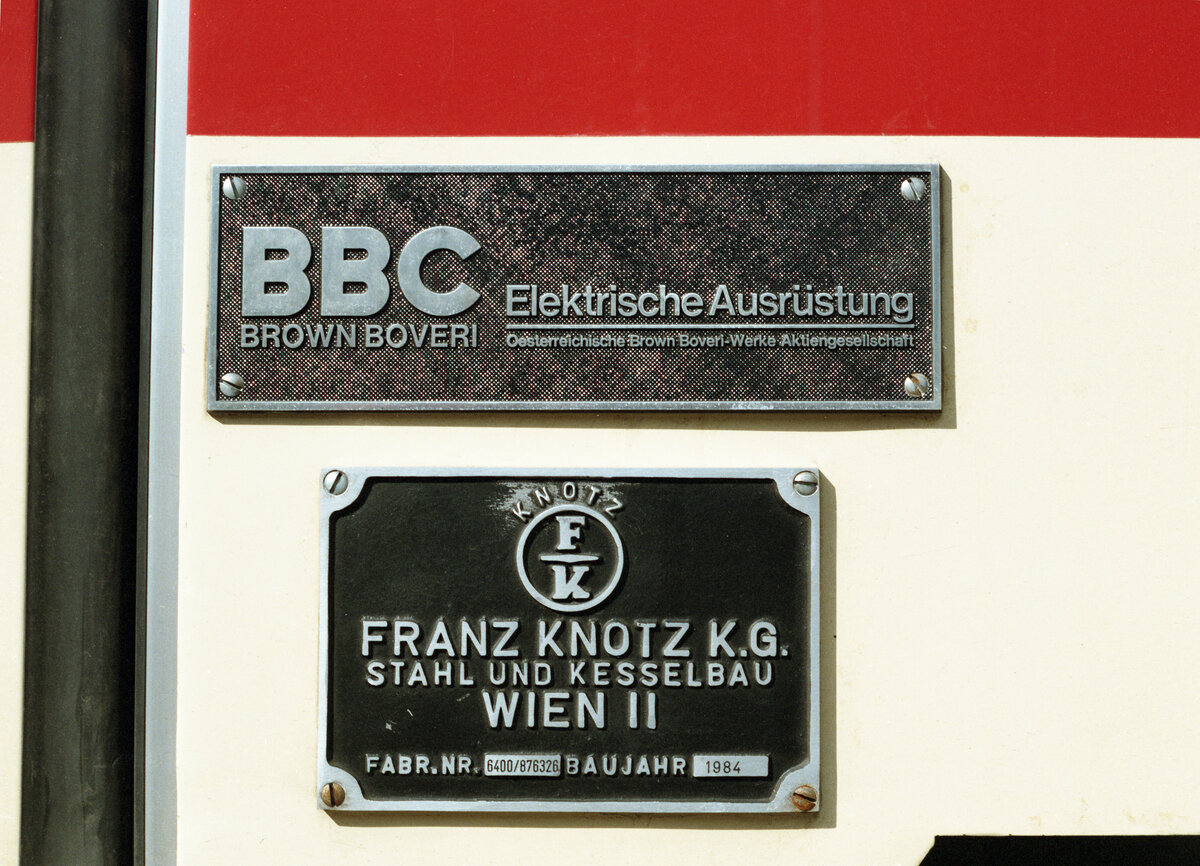 BBC
BROWN BOVERI
Elektrische Ausrüstung
Oesterreichische Brown Boveri-Werke Aktiengesellschaft
KNOTZ
F
K
FRANZ KNOTZ K.G.
STAHL UND KESSELBAU
WIEN II
FABR.NR. 6400/876326 BAUJAHR 1984